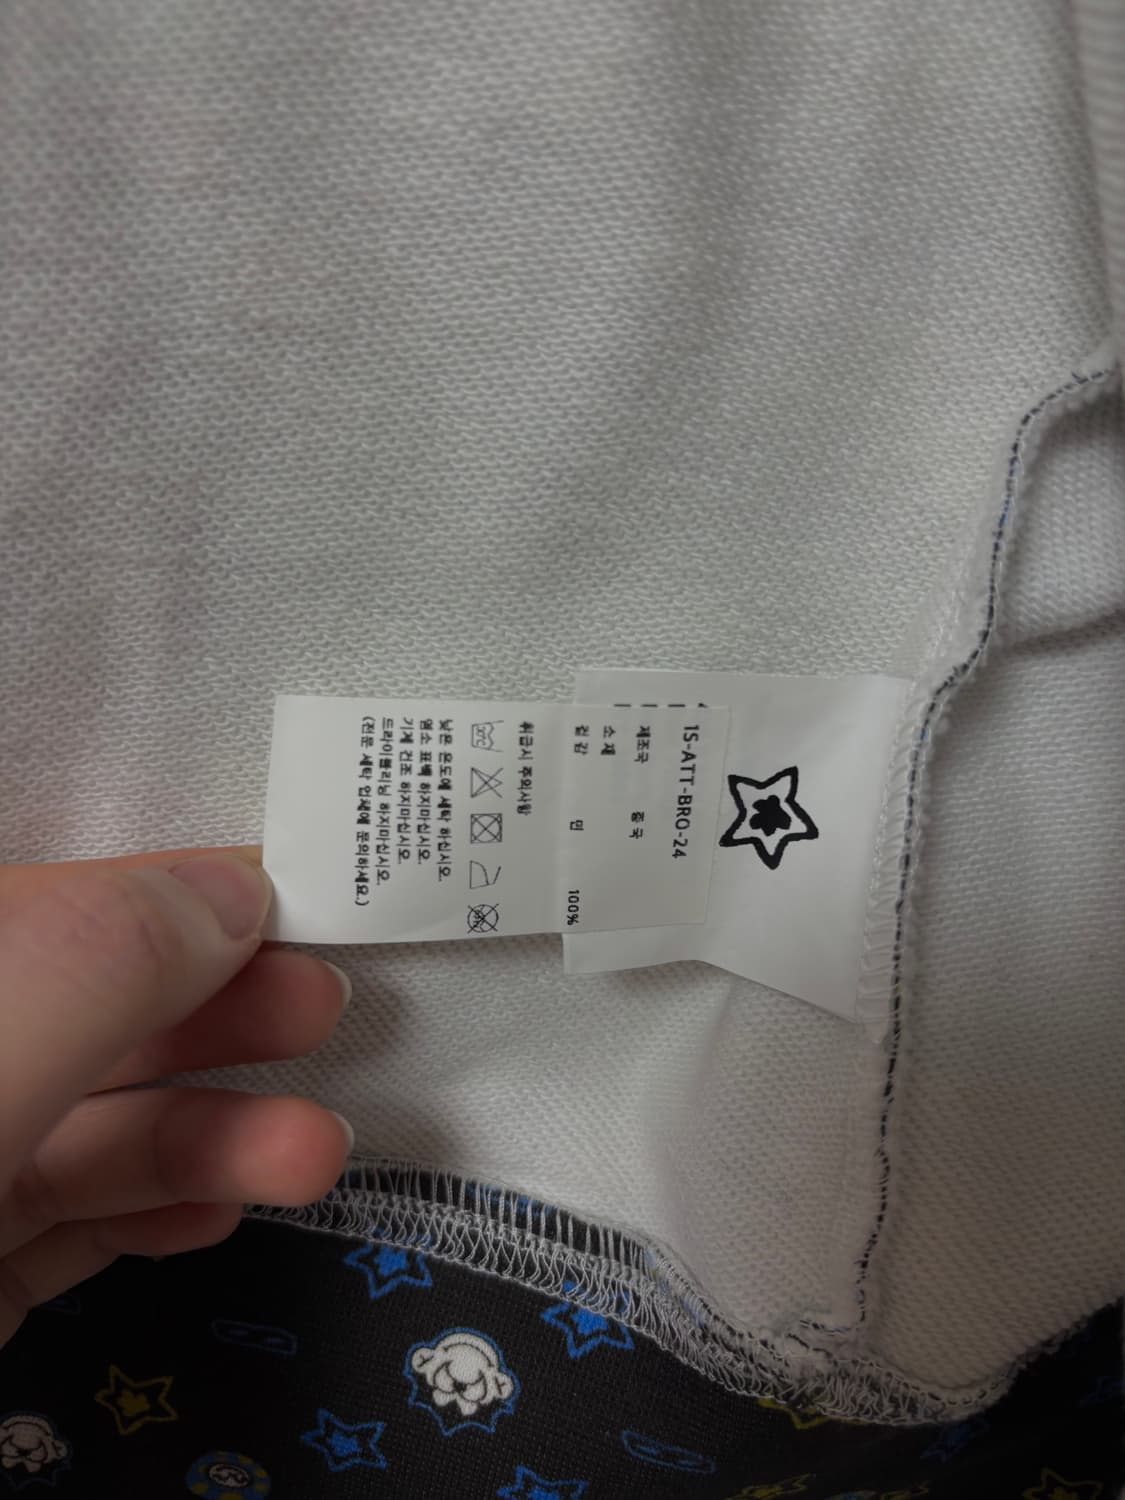 1S-ATT-BRO-24
제조국 중국
소재
겉감 면 100%
취급시 주의사항
낮은 온도에 세탁 하십시오.
염소 표백 하지마십시오.
기계 건조 하지마십시오.
드라이클리닝 하지마십시오.
(전문 세탁 업체에 문의하세요.)